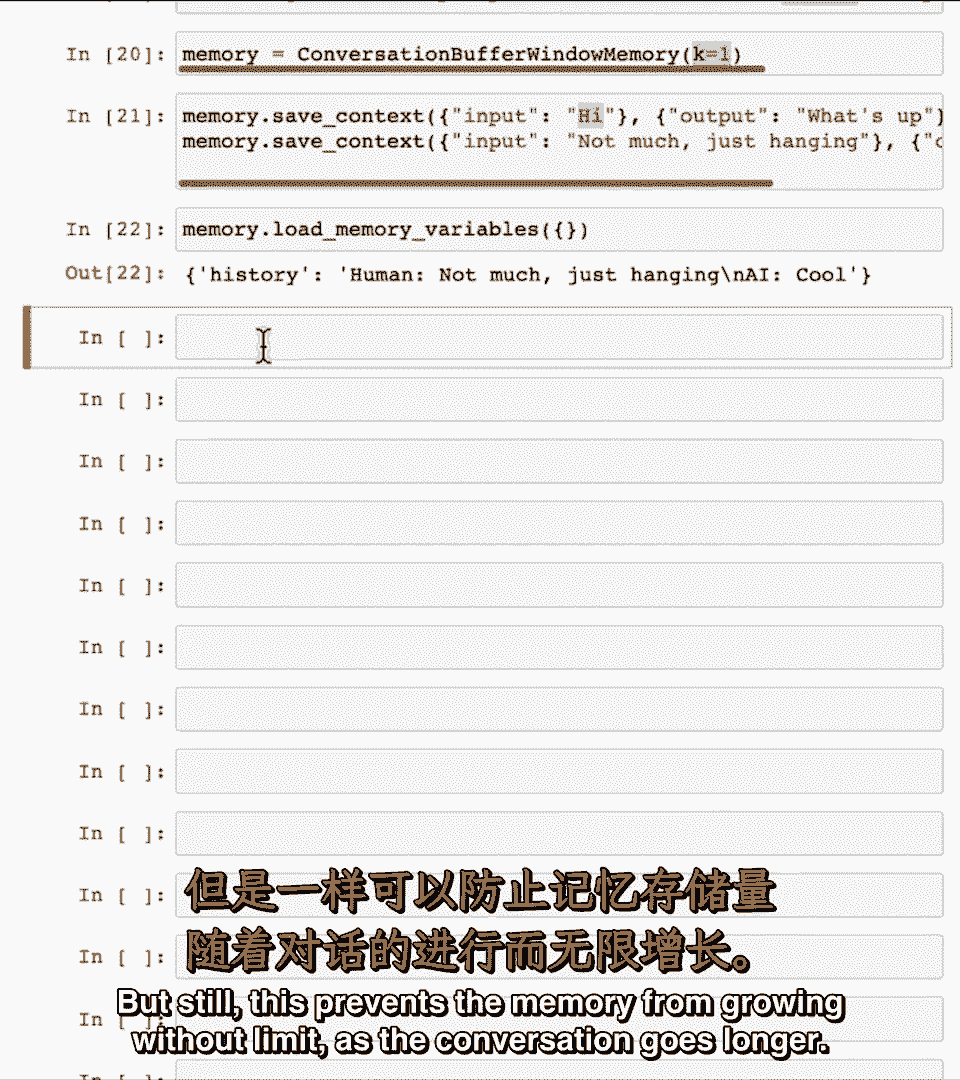 In [20]: memory = ConversationBufferWindowMemory(k=1)
In [21]: memory.save_context({"input": "Hi"}, {"output": "What's up"}
memory.save_context({"input": "Not much, just hanging"}, {"
In [22]: memory.load_memory_variables({})
Out[22]: {'history': 'Human: Not much, just hanging\nAI: Cool'}
In [ ]:
In [ ]:
In [ ]:
In [ ]:
In [ ]:
In [ ]:
In [ ]:
In [ ]:
In [ ]:
In [ ]:
但是一样可以防止记忆存储量
In [ ]:
随着对话的进行而无限增长。
In [ ]:
But still, this prevents the memory from growing
without limit, as the conversation goes longer.
In [ ]: